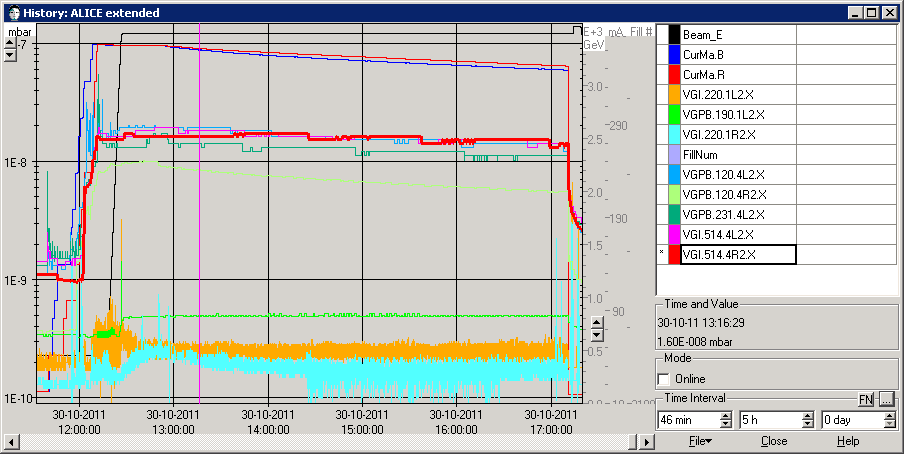 History: ALICE extended
mbar
E+3 mA, Fill #
GeV
-7
1E-8
1E-9
1E-10
3.0
2.5
2.0
1.5
1.0
0.5
290
190
90
30-10-2011 30-10-2011 30-10-2011 30-10-2011 30-10-2011 30-10-2011
12:00:00 13:00:00 14:00:00 15:00:00 16:00:00 17:00:00
Beam_E
CurMa.B
CurMa.R
VGI.220.1L2.X
VGPB.190.1L2.X
VGI.220.1R2.X
FillNum
VGPB.120.4L2.X
VGPB.120.4R2.X
VGPB.231.4L2.X
VGI.514.4L2.X
* VGI.514.4R2.X
Time and Value
30-10-11 13:16:29
1.60E-008 mbar
Mode
Online
Time Interval
FN ...
46 min 5 h 0 day
File Close Help